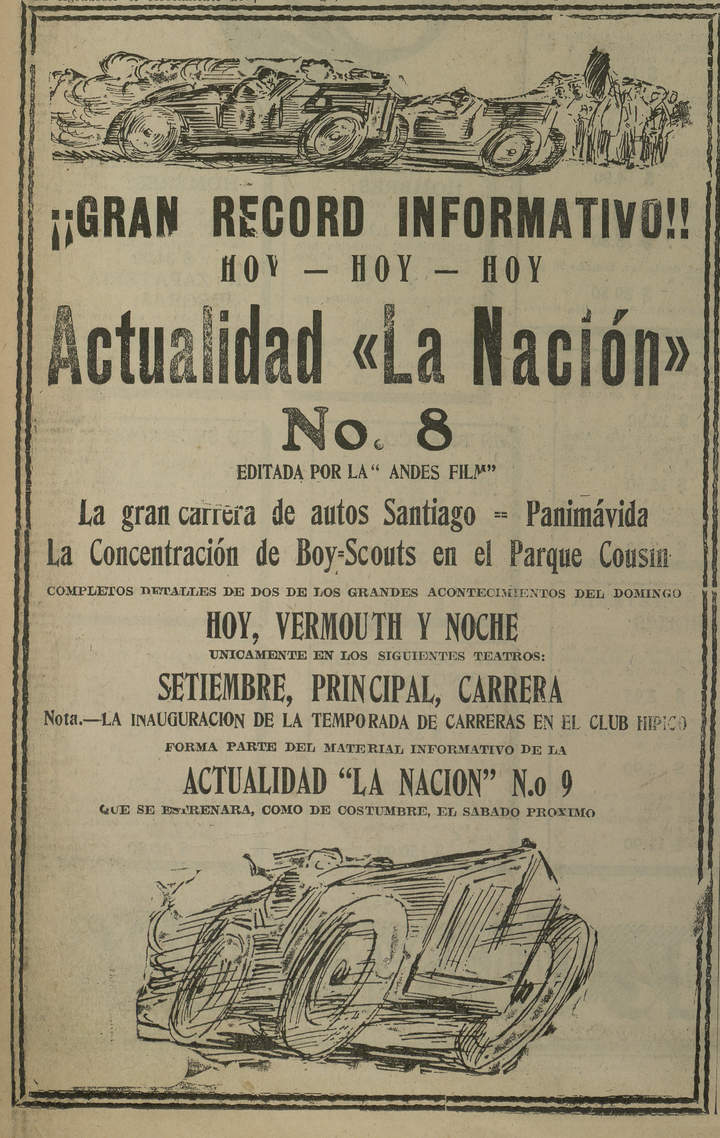 ¡¡GRAN RECORD INFORMATIVO!!
HOY — HOY — HOY
Actualidad «La Nación»
No. 8
EDITADA POR LA“ ANDES FILM”
La gran carrera de autos Santiago = Panimávida
La Concentración de Boy=Scouts en el Parque Cousin
COMPLETOS DETALLES DE DOS DE LOS GRANDES ACONTECIMIENTOS DEL DOMINGO
HOY, VERMOUTH Y NOCHE
UNICAMENTE EN LOS SIGUIENTES TEATROS:
SETIEMBRE, PRINCIPAL, CARRERA
Nota.—LA INAUGURACION DE LA TEMPORADA DE CARRERAS EN EL CLUB HIPICO
FORMA PARTE DEL MATERIAL INFORMATIVO DE LA
ACTUALIDAD “LA NACION” N.o 9
QUE SE ESTRENARA, COMO DE COSTUMBRE, EL SABADO PROXIMO